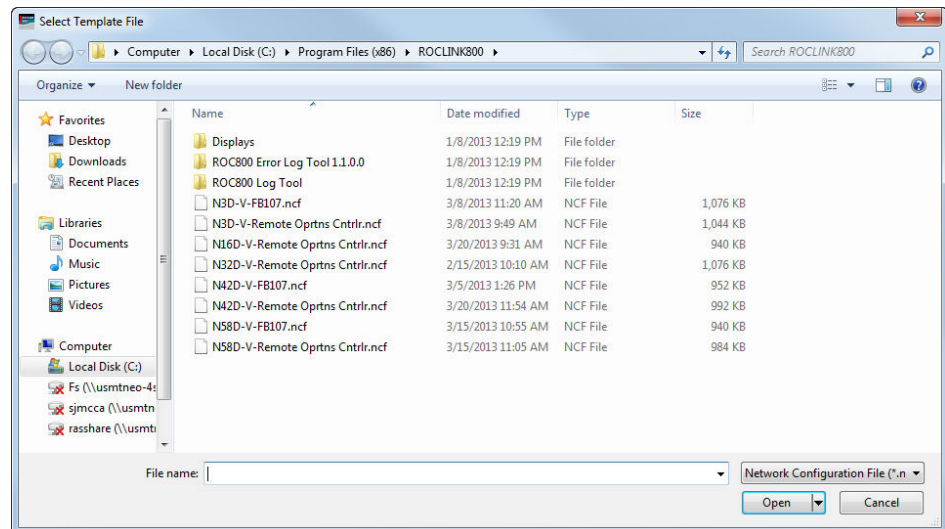 Select Template File
Computer Local Disk (C:) Program Files (x86) ROCLINK800
Search ROCLINK800
Organize New folder
Name Date modified Type Size
Favorites
Desktop
Downloads
Recent Places
Libraries
Documents
Music
Pictures
Videos
Computer
Local Disk (C:)
Fs (\\usmtneo-4s
sjmcca (\\usmtn
rasshare (\\usmt
Displays 1/8/2013 12:19 PM File folder
ROC800 Error Log Tool 1.1.0.0 1/8/2013 12:19 PM File folder
ROC800 Log Tool 1/8/2013 12:19 PM File folder
N3D-V-FB107.ncf 3/8/2013 11:20 AM NCF File 1,076 KB
N3D-V-Remote Oprtns Cntrlr.ncf 3/8/2013 9:49 AM NCF File 1,044 KB
N16D-V-Remote Oprtns Cntrlr.ncf 3/20/2013 9:31 AM NCF File 940 KB
N32D-V-Remote Oprtns Cntrlr.ncf 2/15/2013 10:10 AM NCF File 1,076 KB
N42D-V-FB107.ncf 3/5/2013 1:26 PM NCF File 952 KB
N42D-V-Remote Oprtns Cntrlr.ncf 3/20/2013 11:54 AM NCF File 992 KB
N58D-V-FB107.ncf 3/15/2013 10:55 AM NCF File 940 KB
N58D-V-Remote Oprtns Cntrlr.ncf 3/15/2013 11:05 AM NCF File 984 KB
File name:
Network Configuration File (*.n
Open Cancel